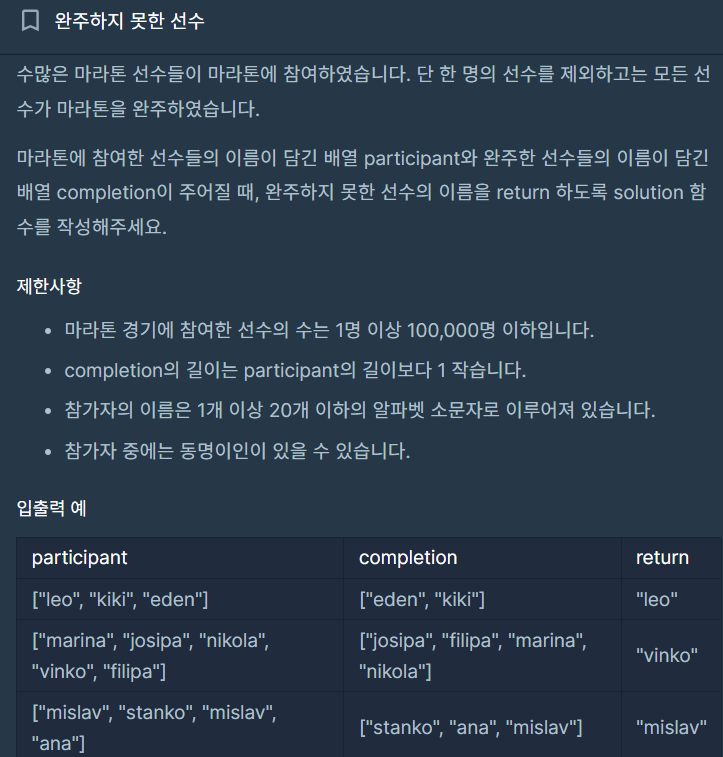 완주하지 못한 선수
수많은 마라톤 선수들이 마라톤에 참여하였습니다. 단 한 명의 선수를 제외하고는 모든 선
수가 마라톤을 완주하였습니다.
마라톤에 참여한 선수들의 이름이 담긴 배열 participant와 완주한 선수들의 이름이 담긴
배열 completion이 주어질 때, 완주하지 못한 선수의 이름을 return 하도록 solution 함
수를 작성해주세요.
제한사항
• 마라톤 경기에 참여한 선수의 수는 1명 이상 100,000명 이하입니다.
• completion의 길이는 participant의 길이보다 1 작습니다.
• 참가자의 이름은 1개 이상 20개 이하의 알파벳 소문자로 이루어져 있습니다.
• 참가자 중에는 동명이인이 있을 수 있습니다.
입출력 예
participant completion return
["leo", "kiki", "eden"] ["eden", "kiki"] "leo"
["marina", "josipa", "nikola", "vinko", "filipa"] ["josipa", "filipa", "marina", "nikola"] "vinko"
["mislav", "stanko", "mislav", "ana"] ["stanko", "ana", "mislav"] "mislav"